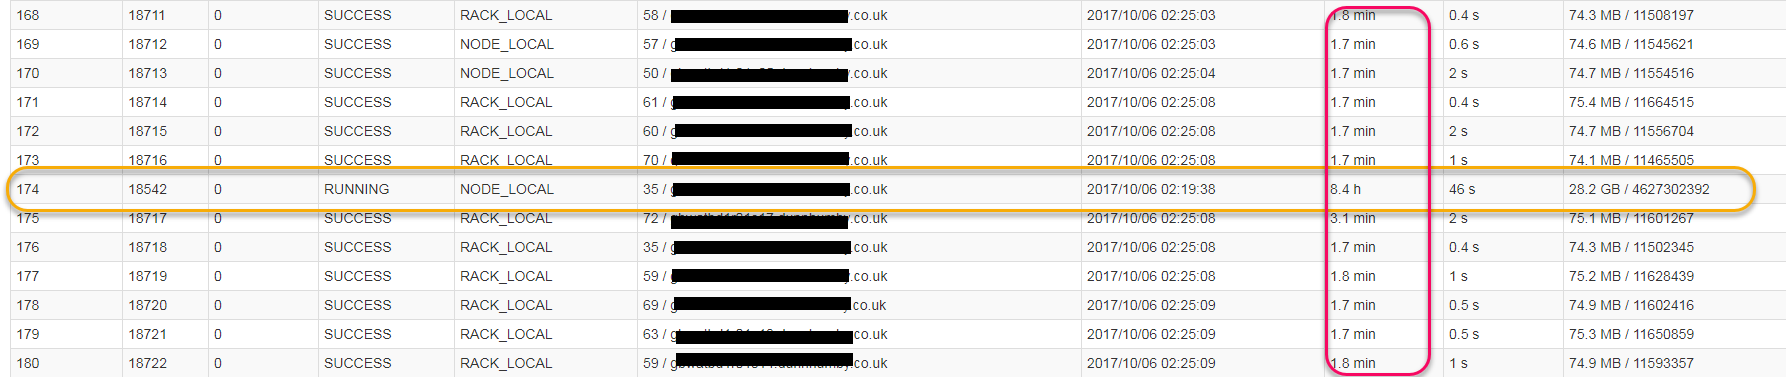 168 18711 0 SUCCESS RACK_LOCAL 58 / .co.uk 2017/10/06 02:25:03 1.8 min 0.4 s 74.3 MB / 11508197
169 18712 0 SUCCESS NODE_LOCAL 57 / .co.uk 2017/10/06 02:25:03 1.7 min 0.6 s 74.6 MB / 11545621
170 18713 0 SUCCESS NODE_LOCAL 50 / .co.uk 2017/10/06 02:25:04 1.7 min 2 s 74.7 MB / 11554516
171 18714 0 SUCCESS RACK_LOCAL 61 / .co.uk 2017/10/06 02:25:08 1.7 min 0.4 s 75.4 MB / 11664515
172 18715 0 SUCCESS RACK_LOCAL 60 / .co.uk 2017/10/06 02:25:08 1.7 min 2 s 74.7 MB / 11556704
173 18716 0 SUCCESS RACK_LOCAL 70 / .co.uk 2017/10/06 02:25:08 1.7 min 1 s 74.1 MB / 11465505
174 18542 0 RUNNING NODE_LOCAL 35 / .co.uk 2017/10/06 02:19:38 8.4 h 46 s 28.2 GB / 4627302392
175 18717 0 SUCCESS RACK_LOCAL 72 / .co.uk 2017/10/06 02:25:08 3.1 min 2 s 75.1 MB / 11601267
176 18718 0 SUCCESS RACK_LOCAL 35 / .co.uk 2017/10/06 02:25:08 1.7 min 0.4 s 74.3 MB / 11502345
177 18719 0 SUCCESS RACK_LOCAL 59 / .co.uk 2017/10/06 02:25:08 1.8 min 1 s 75.2 MB / 11628439
178 18720 0 SUCCESS RACK_LOCAL 69 / .co.uk 2017/10/06 02:25:09 1.7 min 0.5 s 74.9 MB / 11602416
179 18721 0 SUCCESS RACK_LOCAL 63 / .co.uk 2017/10/06 02:25:09 1.7 min 0.5 s 75.3 MB / 11650859
180 18722 0 SUCCESS RACK_LOCAL 59 / .co.uk 2017/10/06 02:25:09 1.8 min 1 s 74.9 MB / 11593357